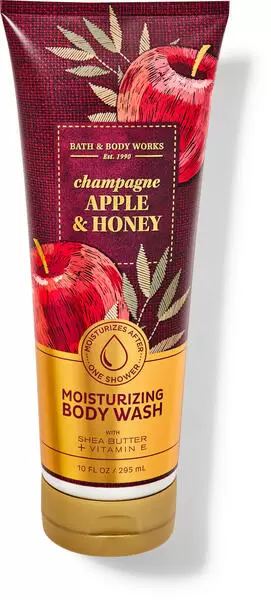 BATH & BODY WORKS
Est. 1990
champagne
APPLE
& HONEY
MOISTURIZES AFTER
ONE SHOWER
MOISTURIZING
BODY WASH
WITH
SHEA BUTTER
+ VITAMIN E
10 FL OZ / 295 mL